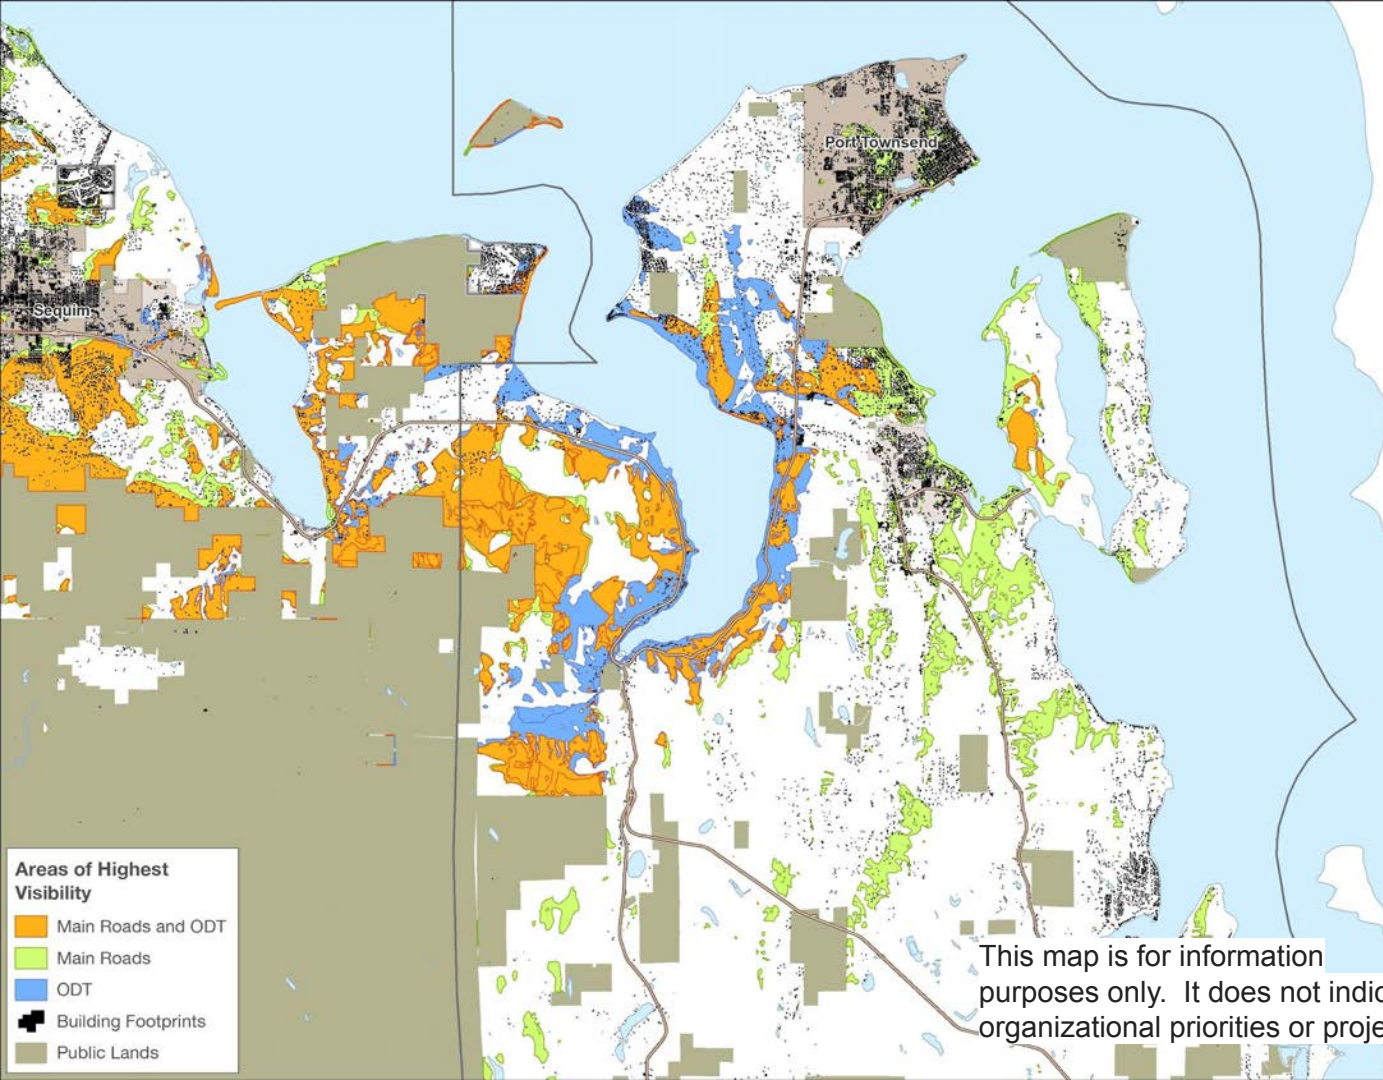 Port Townsend
Sequim
Areas of Highest
Visibility
Main Roads and ODT
Main Roads
ODT
Building Footprints
Public Lands
This map is for information
purposes only.  It does not indic
organizational priorities or proje